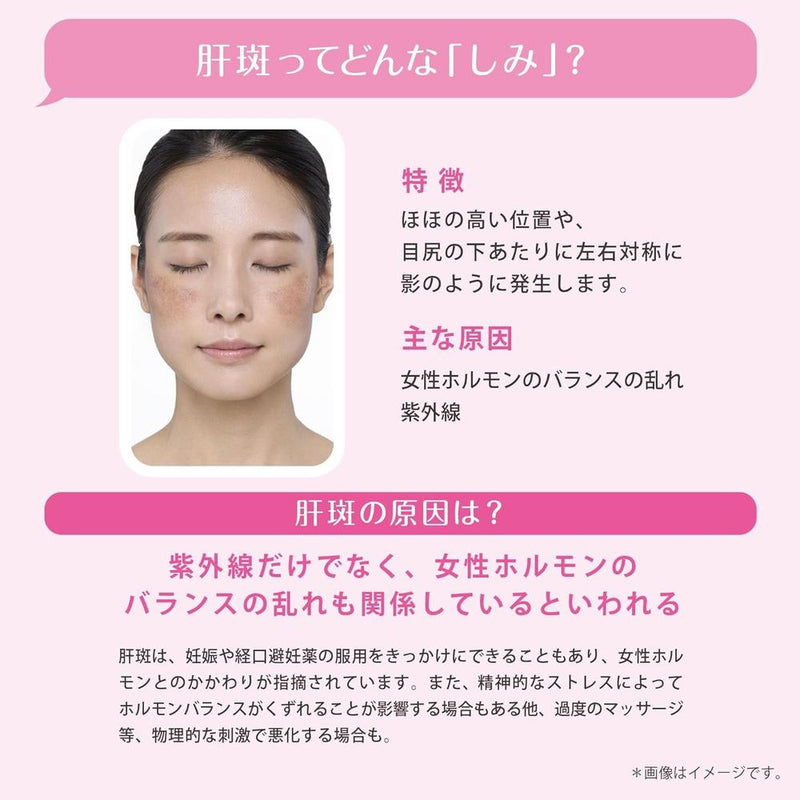 肝斑ってどんな「しみ」？
特徴
ほほの高い位置や、
目尻の下あたりに左右対称に
影のように発生します。
主な原因
女性ホルモンのバランスの乱れ
紫外線
肝斑の原因は？
紫外線だけでなく、女性ホルモンの
バランスの乱れも関係しているといわれる
肝斑は、妊娠や経口避妊薬の服用をきっかけにできることもあり、女性ホル
モンとのかかわりが指摘されています。また、精神的なストレスによって
ホルモンバランスがくずれることが影響する場合もある他、過度のマッサージ
等、物理的な刺激で悪化する場合も。
＊画像はイメージです。